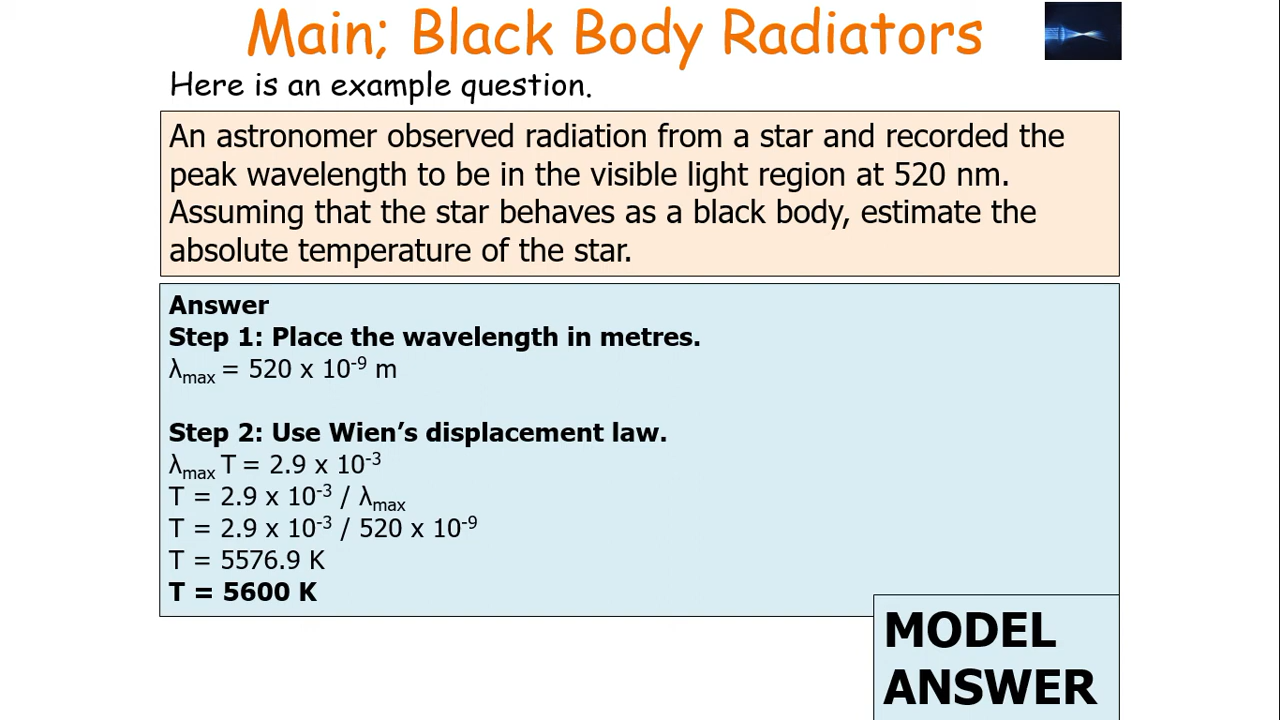 Main; Black Body Radiators
Here is an example question.
An astronomer observed radiation from a star and recorded the
peak wavelength to be in the visible light region at 520 nm.
Assuming that the star behaves as a black body, estimate the
absolute temperature of the star.
Answer
Step 1: Place the wavelength in metres.
λmax = 520 x 10⁻⁹ m
Step 2: Use Wien’s displacement law.
λmax T = 2.9 x 10⁻³
T = 2.9 x 10⁻³ / λmax
T = 2.9 x 10⁻³ / 520 x 10⁻⁹
T = 5576.9 K
T = 5600 K
MODEL
ANSWER